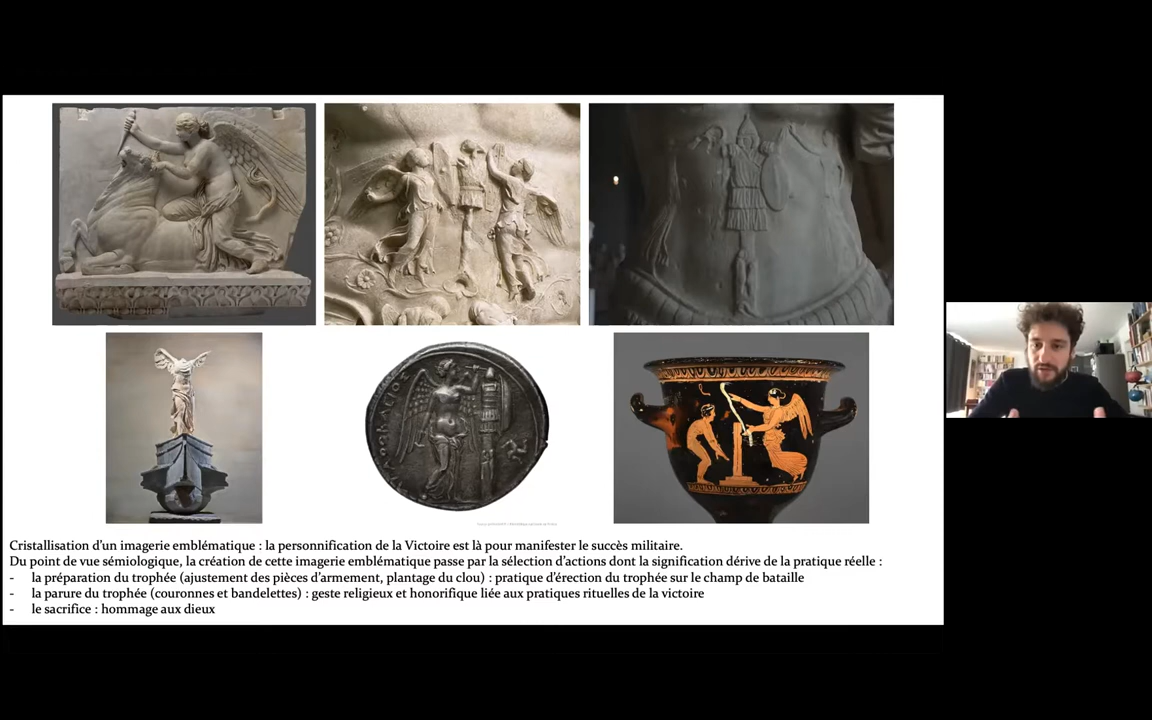 Cristallisation d'un imagerie emblématique : la personnification de la Victoire est là pour manifester le succès militaire.
Du point de vue sémiologique, la création de cette imagerie emblématique passe par la sélection d'actions dont la signification dérive de la pratique réelle :
- la préparation du trophée (ajustement des pièces d'armement, plantage du clou) : pratique d'érection du trophée sur le champ de bataille
- la parure du trophée (couronnes et bandelettes) : geste religieux et honorifique liée aux pratiques rituelles de la victoire
- le sacrifice : hommage aux dieux